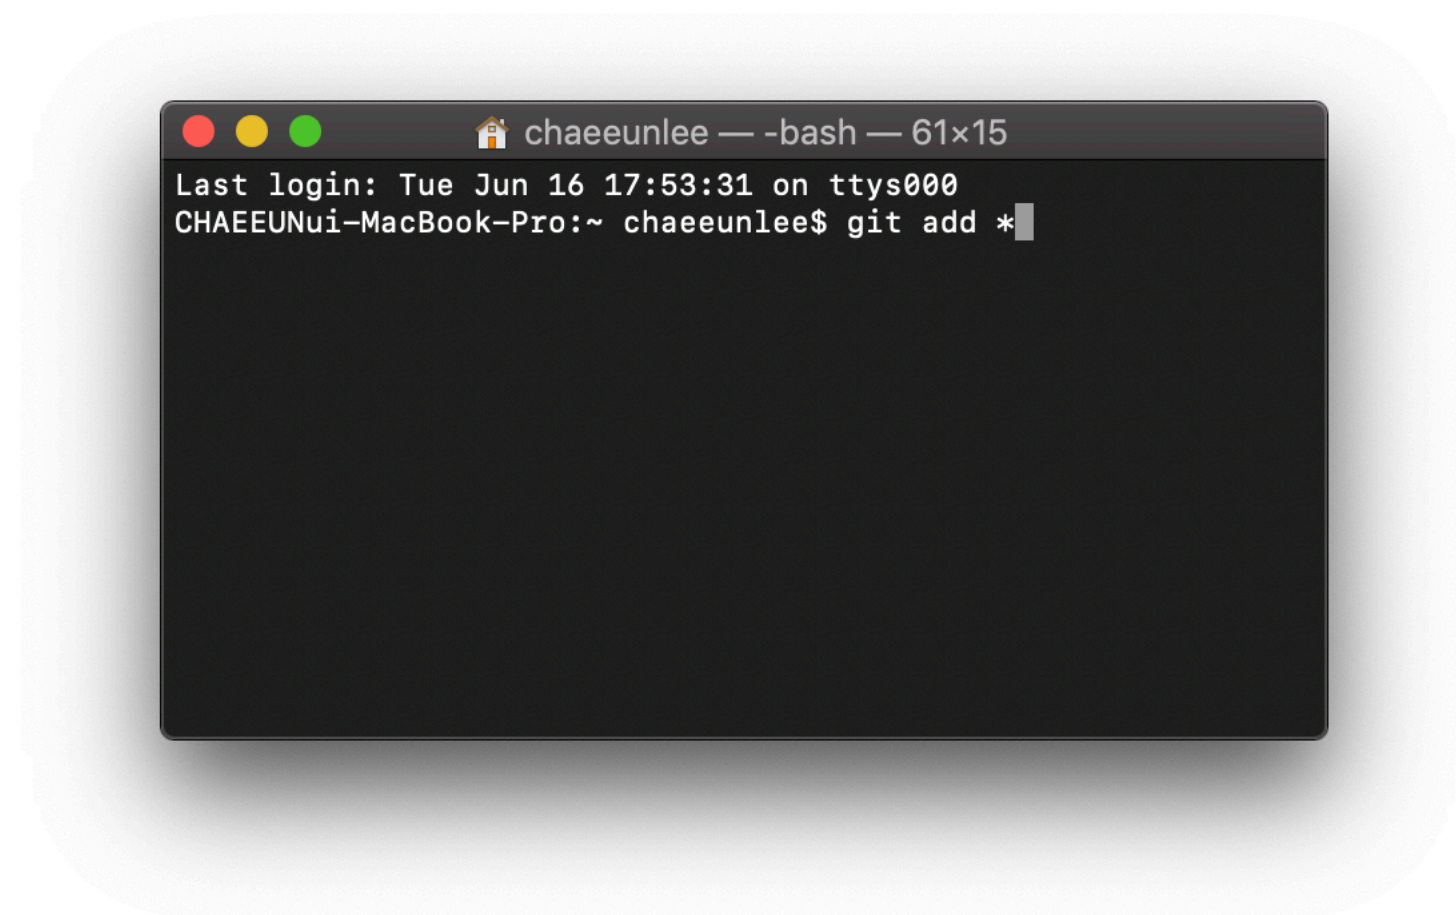 chaeeunlee — -bash — 61×15
Last login: Tue Jun 16 17:53:31 on ttys000
CHAEEUNui-MacBook-Pro:~ chaeeunlee$ git add *